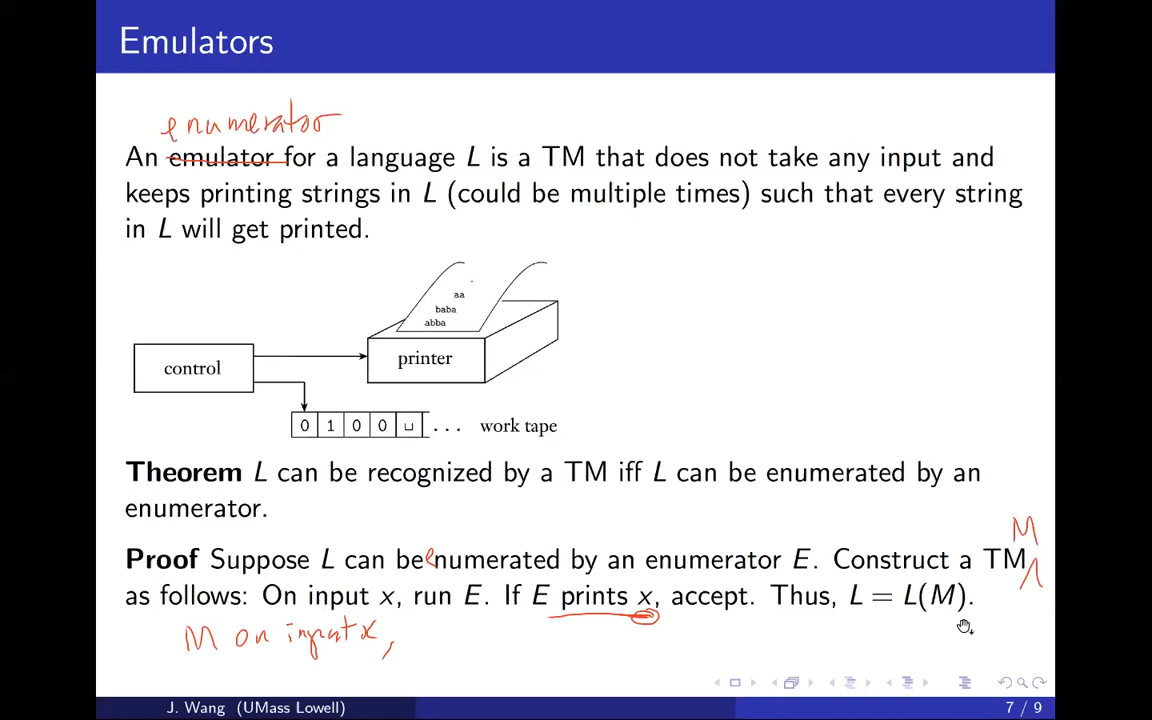 Emulators
enumerator
An emulator for a language L is a TM that does not take any input and
keeps printing strings in L (could be multiple times) such that every string
in L will get printed.
aa
baba
abba
control
printer
0 1 0 0 ␣ . . . work tape
Theorem L can be recognized by a TM iff L can be enumerated by an
enumerator.
M
Proof Suppose L can be enumerated by an enumerator E. Construct a TM
as follows: On input x, run E. If E prints x, accept. Thus, L = L(M).
M on input x,
J. Wang (UMass Lowell)
7 / 9